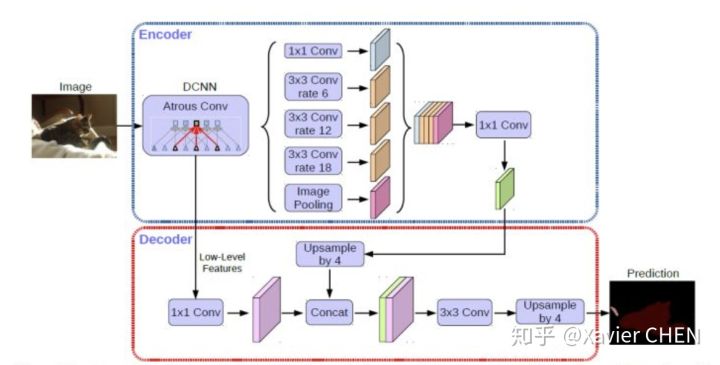 Encoder
Image
DCNN
Atrous Conv
1x1 Conv
3x3 Conv
rate 6
3x3 Conv
rate 12
3x3 Conv
rate 18
Image
Pooling
1x1 Conv
Decoder
Low-Level
Features
Upsample
by 4
1x1 Conv
Concat
3x3 Conv
Upsample
by 4
Prediction
知乎 @Xavier CHEN